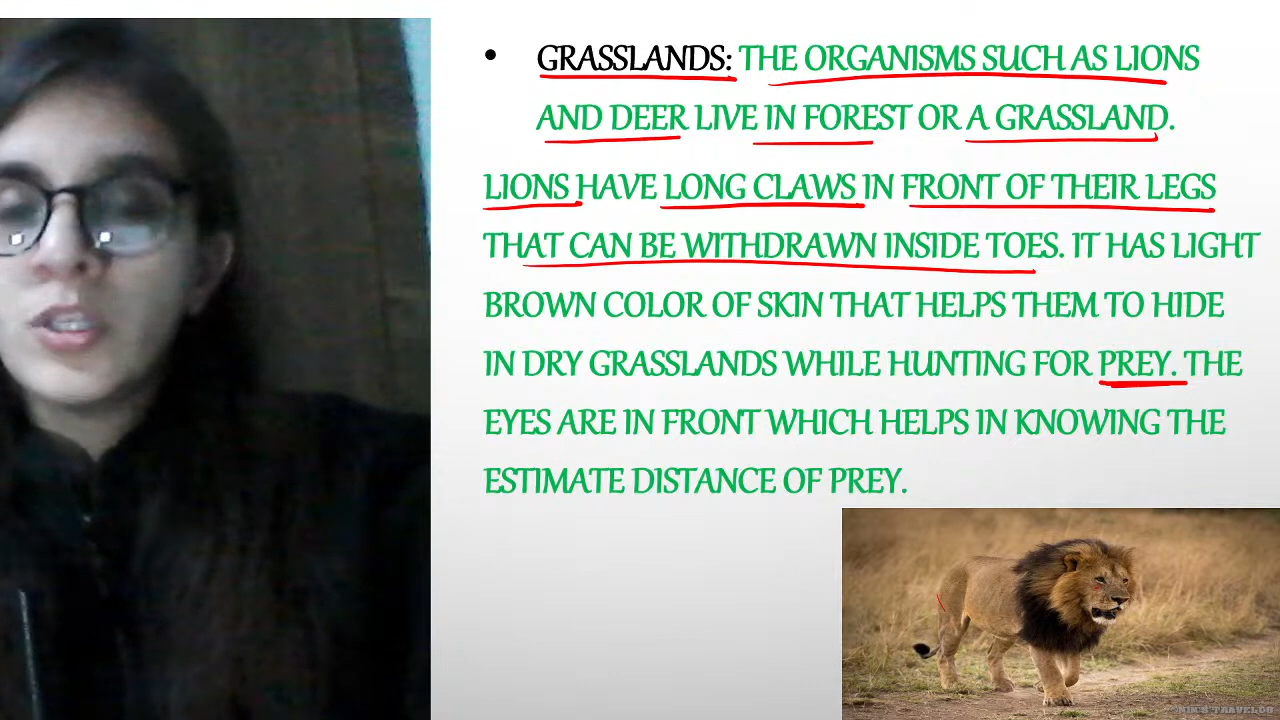 • GRASSLANDS: THE ORGANISMS SUCH AS LIONS
AND DEER LIVE IN FOREST OR A GRASSLAND.
LIONS HAVE LONG CLAWS IN FRONT OF THEIR LEGS
THAT CAN BE WITHDRAWN INSIDE TOES. IT HAS LIGHT
BROWN COLOR OF SKIN THAT HELPS THEM TO HIDE
IN DRY GRASSLANDS WHILE HUNTING FOR PREY. THE
EYES ARE IN FRONT WHICH HELPS IN KNOWING THE
ESTIMATE DISTANCE OF PREY.